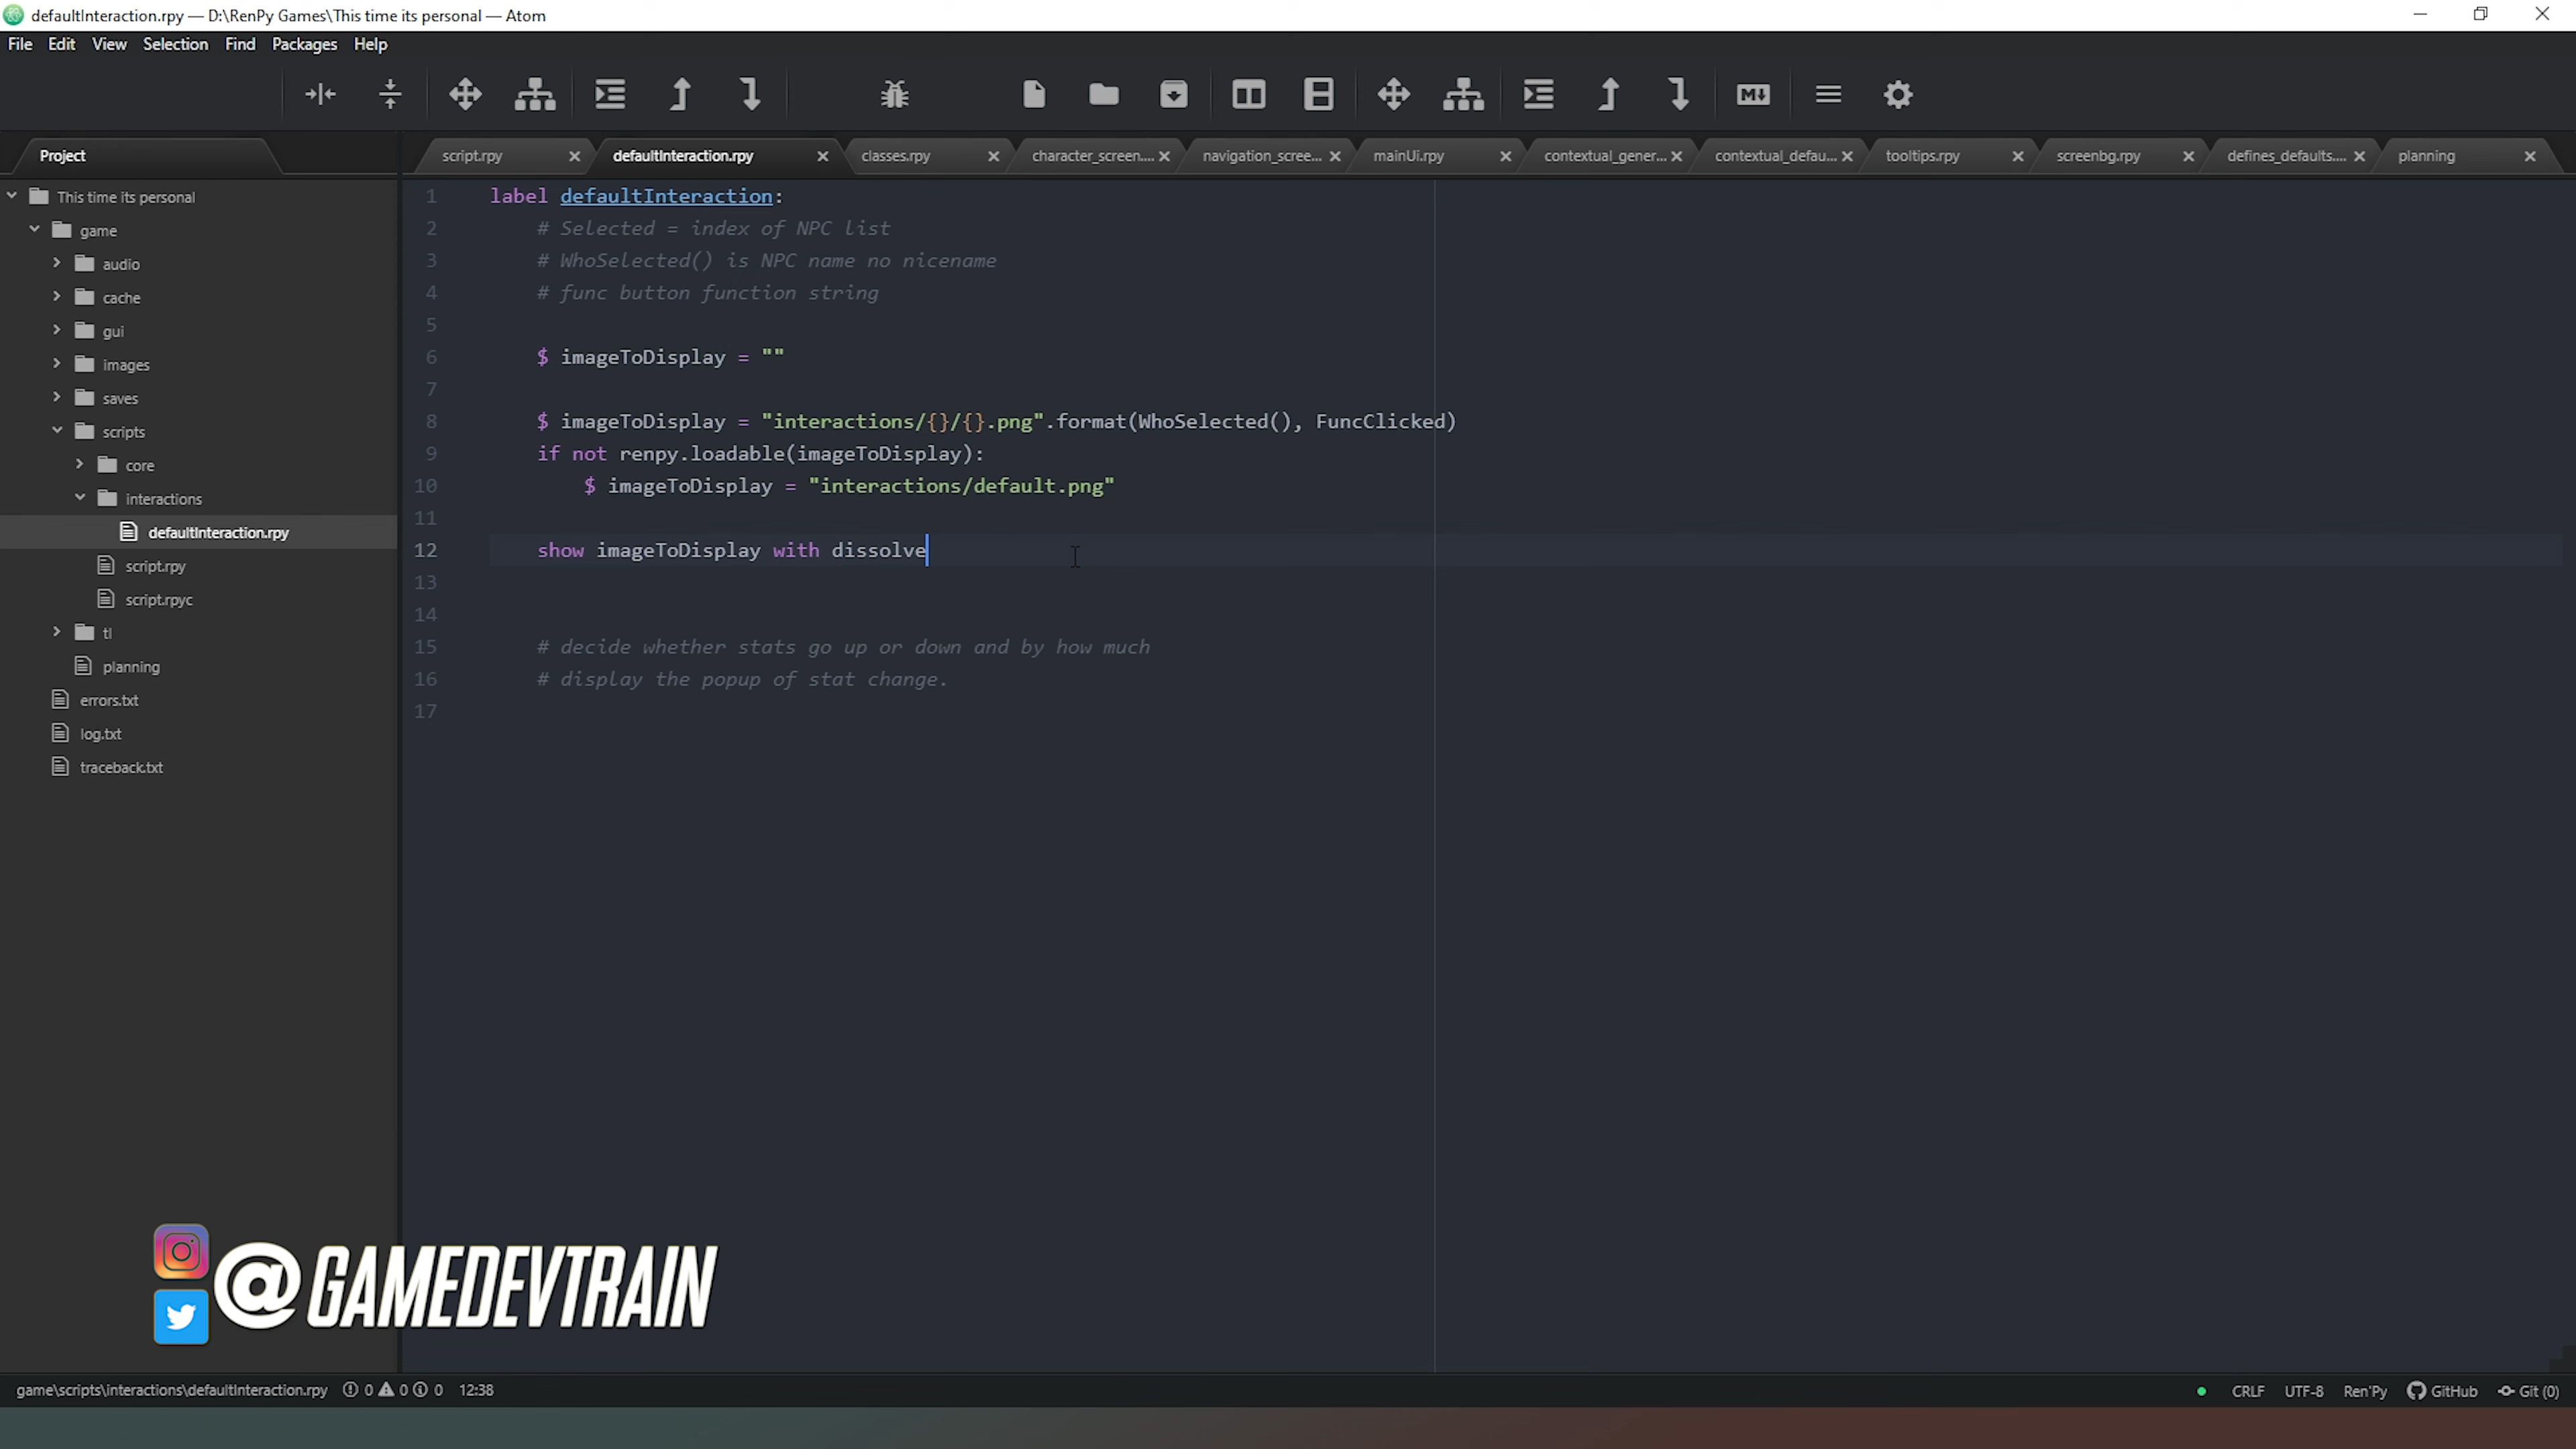 defaultInteraction.rpy — D:\RenPy Games\This time its personal — Atom
File Edit View Selection Find Packages Help
M↓
Project
script.rpy defaultInteraction.rpy classes.rpy character_screen.... navigation_scree... mainUi.rpy contextual_gener... contextual_defau... tooltips.rpy screenbg.rpy defines_defaults.... planning
This time its personal
game
audio
cache
gui
images
saves
scripts
core
interactions
defaultInteraction.rpy
script.rpy
script.rpyc
tl
planning
errors.txt
log.txt
traceback.txt
1 label defaultInteraction:
2 # Selected = index of NPC list
3 # WhoSelected() is NPC name no nicename
4 # func button function string
5
6 $ imageToDisplay = ""
7
8 $ imageToDisplay = "interactions/{}/{}.png".format(WhoSelected(), FuncClicked)
9 if not renpy.loadable(imageToDisplay):
10 $ imageToDisplay = "interactions/default.png"
11
12 show imageToDisplay with dissolve
13
14
15 # decide whether stats go up or down and by how much
16 # display the popup of stat change.
17
@GAMEDEVTRAIN
game\scripts\interactions\defaultInteraction.rpy 0 0 0 12:38 CRLF UTF-8 Ren'Py GitHub Git (0)